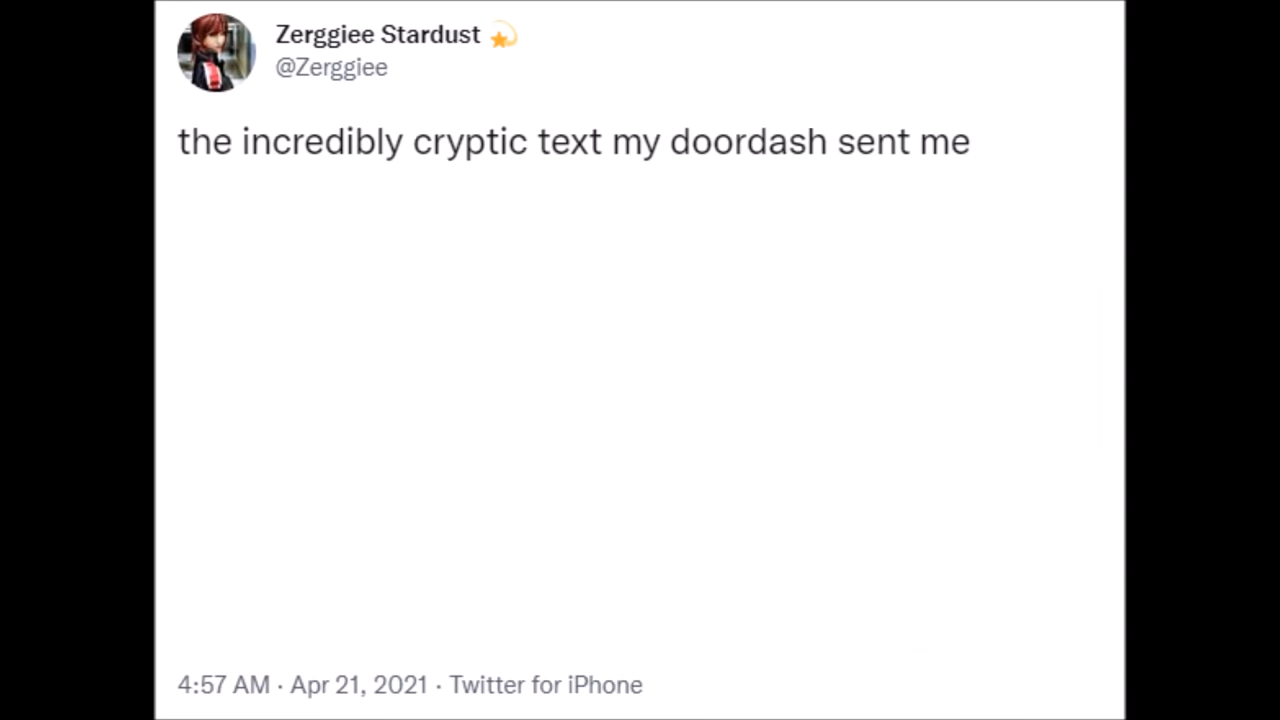 Zerggiee Stardust 💫
@Zerggiee
the incredibly cryptic text my doordash sent me
4:57 AM · Apr 21, 2021 · Twitter for iPhone